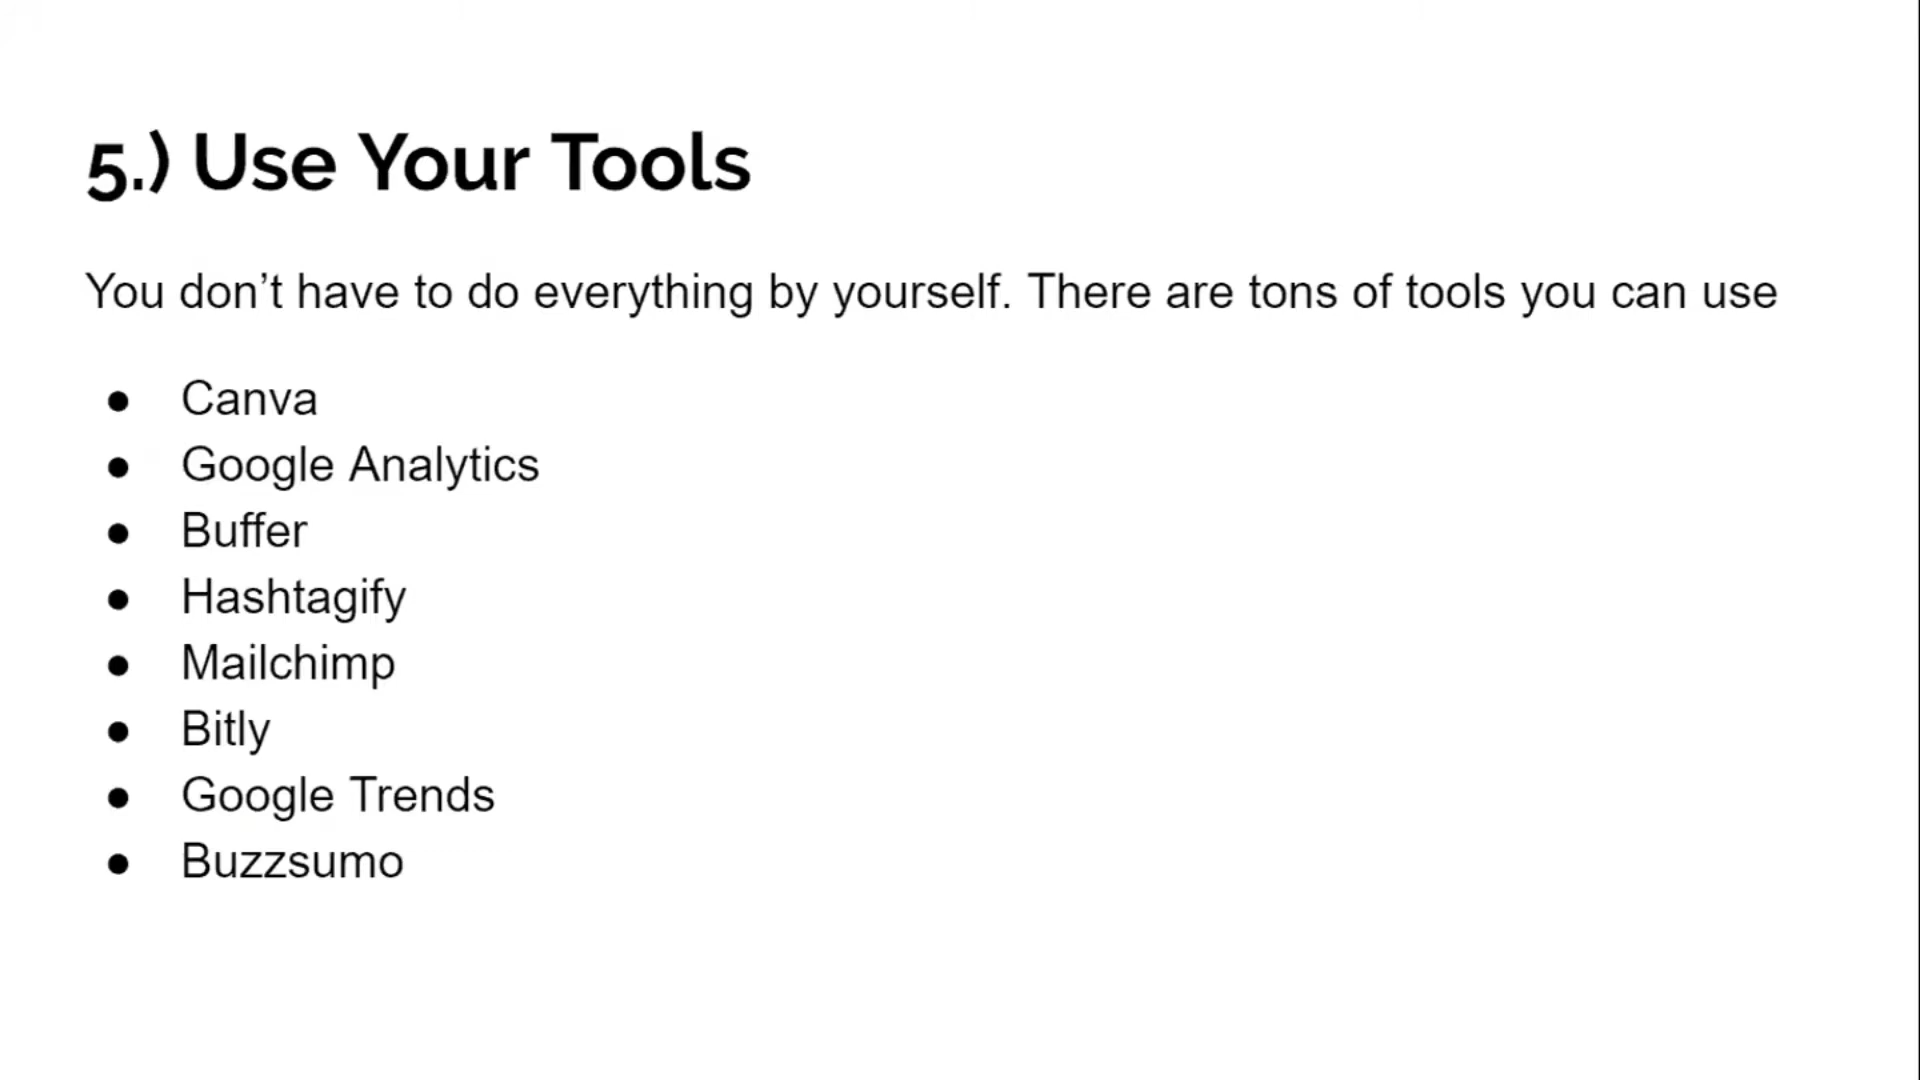 5.) Use Your Tools
You don’t have to do everything by yourself. There are tons of tools you can use
● Canva
● Google Analytics
● Buffer
● Hashtagify
● Mailchimp
● Bitly
● Google Trends
● Buzzsumo